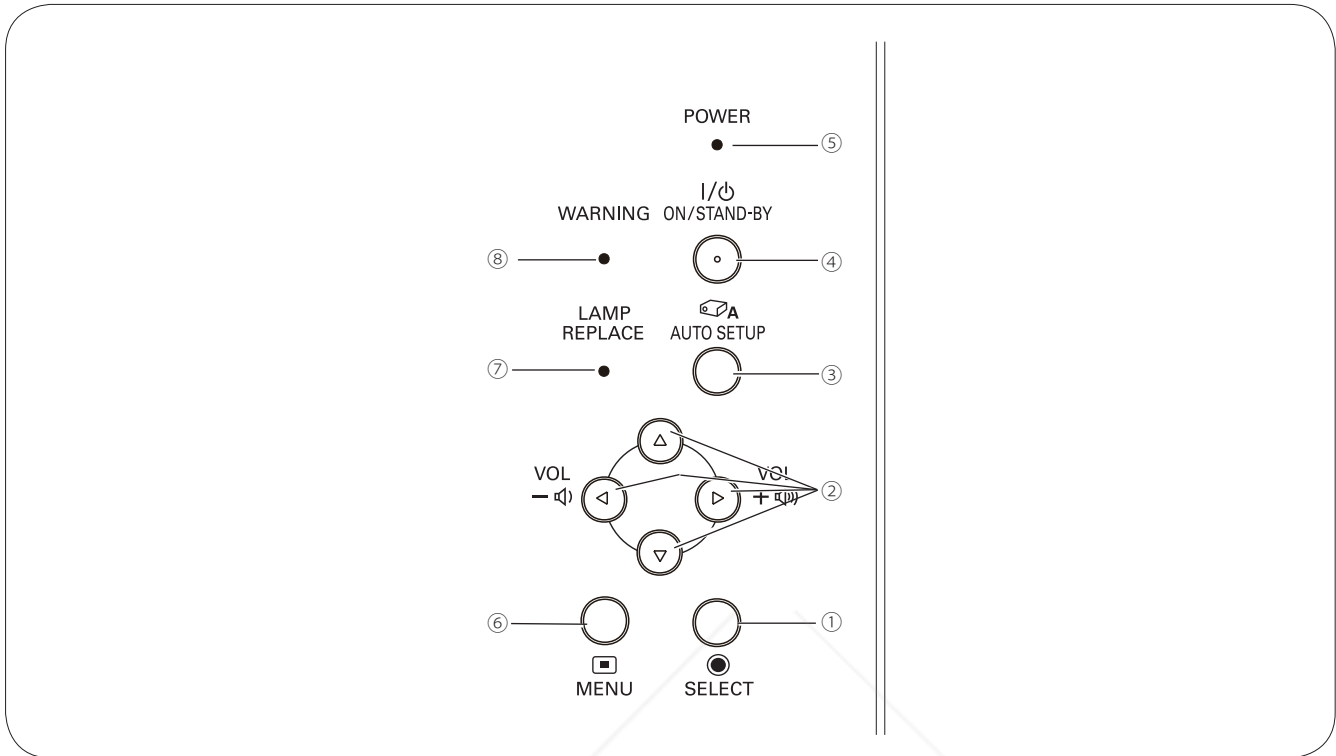 POWER
⑤
I/⏻
WARNING ON/STAND-BY
⑧
④
LAMP
REPLACE
A
AUTO SETUP
⑦
③
VOL
−
VOL
+
②
⑥
①
MENU
SELECT